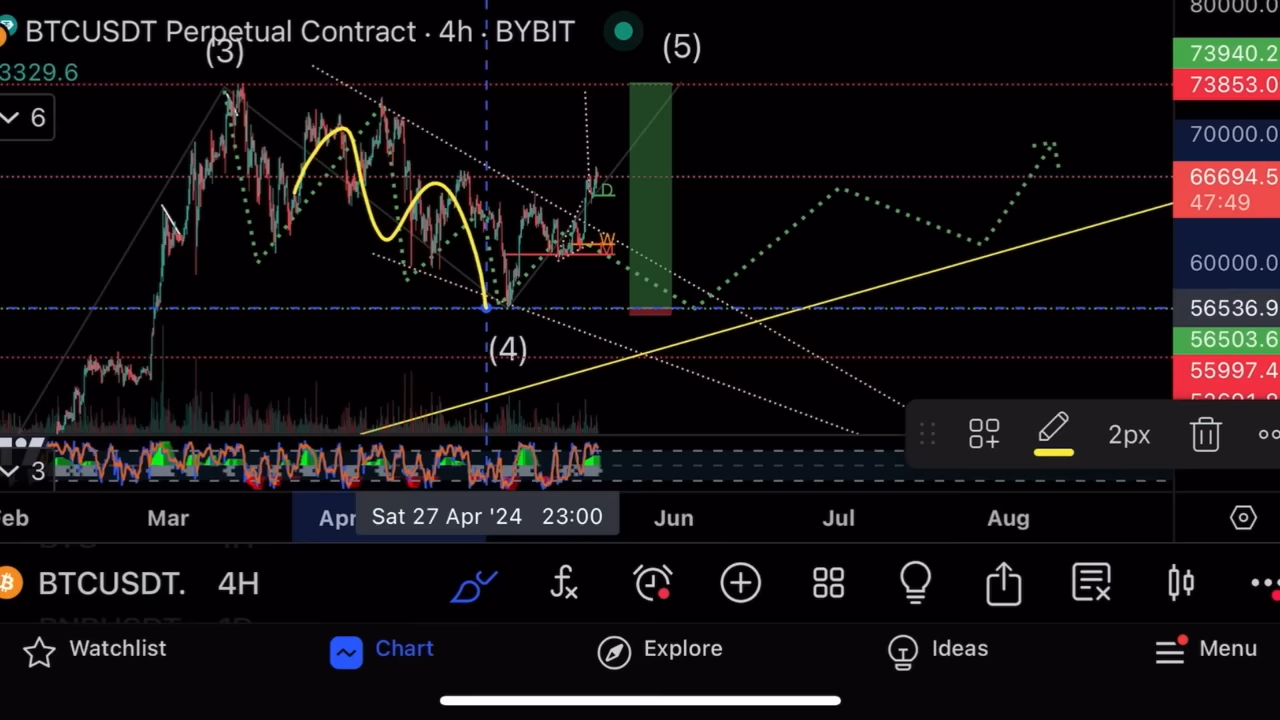 80000.0
BTCUSDT Perpetual Contract · 4h · BYBIT
(3)
(5)
73940.2
3329.6
73853.0
6
70000.0
66694.5
47:49
D
W
M
60000.0
56536.9
56503.6
(4)
55997.4
2px
3
Feb
Mar
Apr
Sat 27 Apr '24 23:00
Jun
Jul
Aug
BTCUSDT. 4H
Watchlist
Chart
Explore
Ideas
Menu